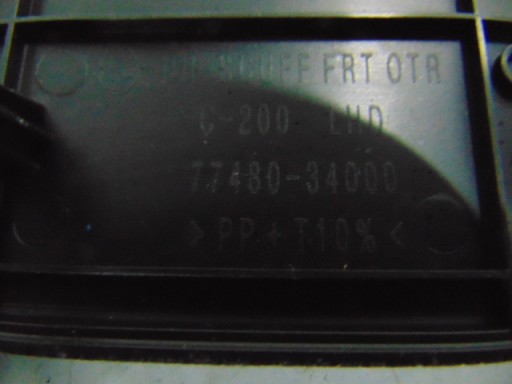 SCUFF FRT OTR
C-200 LHD
77480-34000
>PP+T10%<